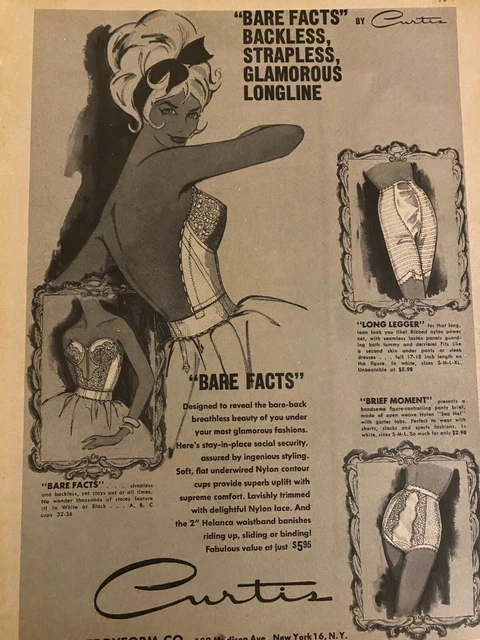 "BARE FACTS" BY Curtis
BACKLESS,
STRAPLESS,
GLAMOROUS
LONGLINE
"LONG LEGGER" for that long,
lean look you like! Ribbed nylon power
net, with seamless lastex panels guard-
ing both tummy and derriere! Fits like
a second skin under pants or sleek
dresses . . . full 17-18 inch length on
the figure. In white, sizes S-M-L-XL.
Unbeatable at $5.98
"BARE FACTS"
Designed to reveal the bare-back
breathless beauty of you under
your most glamorous fashions.
Here's stay-in-place social security,
assured by ingenious styling.
Soft, flat underwired Nylon contour
cups provide superb uplift with
supreme comfort. Lavishly trimmed
with delightful Nylon lace. And
the 2" Helanca waistband banishes
riding up, sliding or binding!
Fabulous value at just $5.95
"BRIEF MOMENT" presents a
handsome figure-controlling panty brief,
made of open weave Nylon "Sea Net"
with garter tabs. Perfect to wear with
shorts, slacks and sports fashions. In
white, sizes S-M-L. So much for only $2.98
"BARE FACTS" . . . strapless
and backless, yet stays put at all times.
No wonder thousands of stores feature
it! In White or Black . . . A, B, C
cups 32-36
Curtis
CO. Madison Ave., New York 16, N.Y.